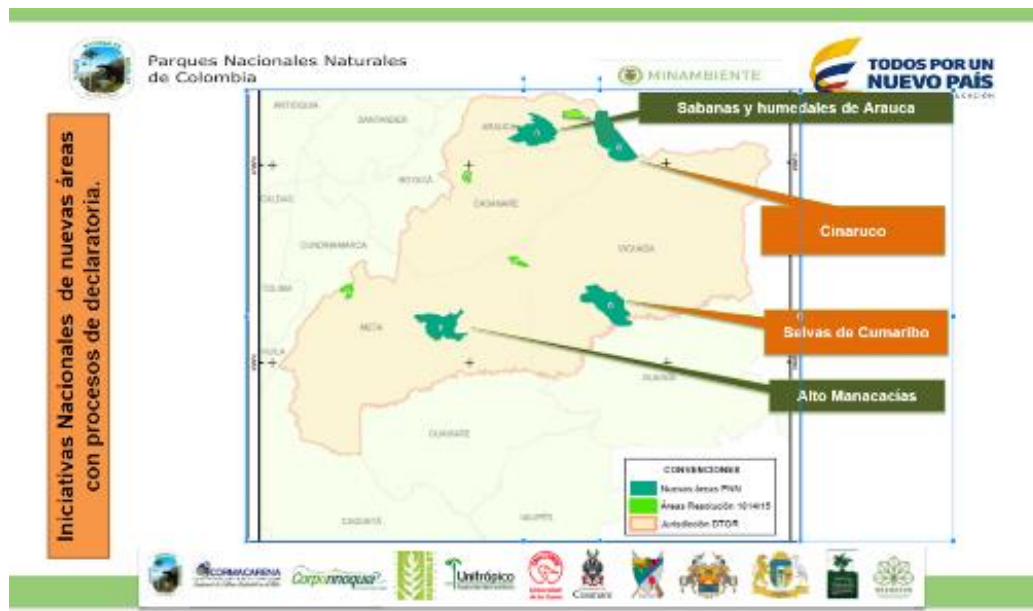 Parques Nacionales Naturales
de Colombia
MINAMBIENTE
TODOS POR UN
NUEVO PAÍS
Iniciativas Nacionales de nuevas áreas
con procesos de declaratoria.
ANTIOQUIA
SANTANDER
ARAUCA
Sabanas y humedales de Arauca
BOYACÁ
CALDAS
CASANARE
Cinaruco
CUNDINAMARCA
VICHADA
TOLIMA
META
Selvas de Cumaribo
HUILA
Alto Manacacías
GUAVIARE
CONVENCIONES
Nuevas áreas PNN
Áreas Resolución 1814/15
Jurisdicción DTOR
CAQUETÁ
VAUPÉS
CORMACARENA
Corporinoquia
Unitrópico